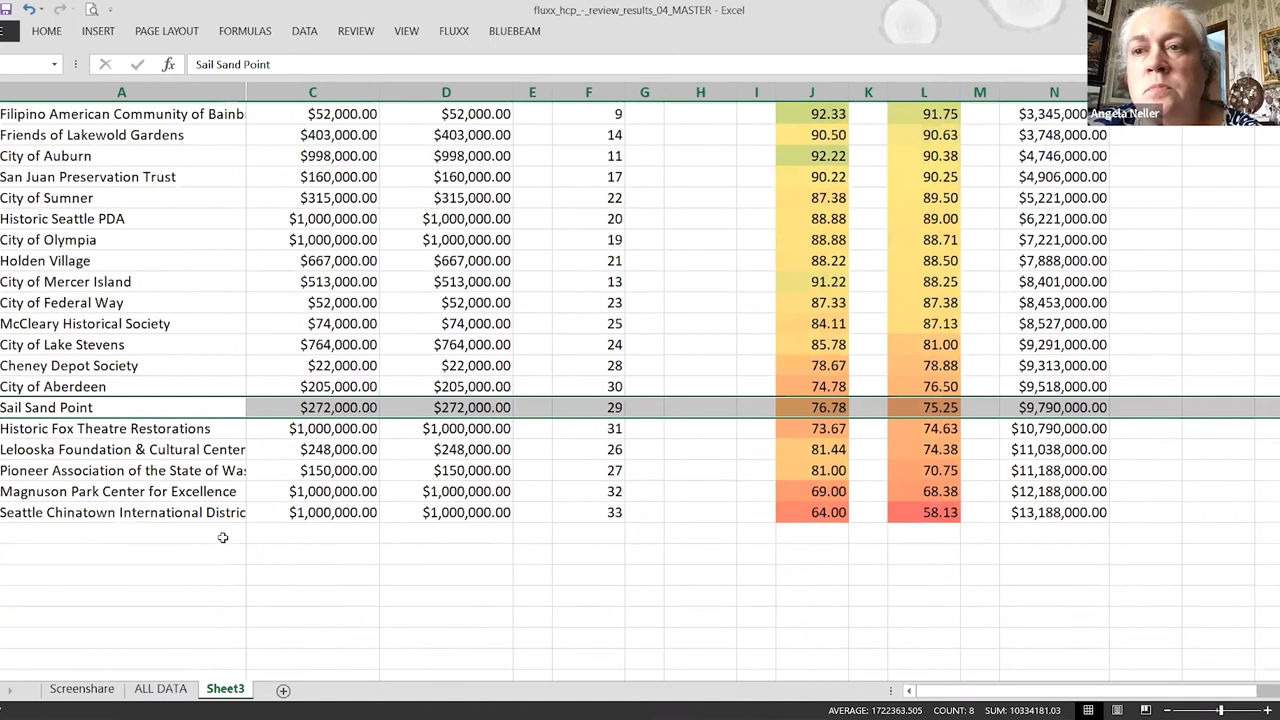 fluxx_hcp_-_review_results_04_MASTER - Excel
HOME INSERT PAGE LAYOUT FORMULAS DATA REVIEW VIEW FLUXX BLUEBEAM
fx Sail Sand Point
Angela Neller
A C D E F G H I J K L M N
Filipino American Community of Bainb $52,000.00 $52,000.00 9 92.33 91.75 $3,345,000
Friends of Lakewold Gardens $403,000.00 $403,000.00 14 90.50 90.63 $3,748,000.00
City of Auburn $998,000.00 $998,000.00 11 92.22 90.38 $4,746,000.00
San Juan Preservation Trust $160,000.00 $160,000.00 17 90.22 90.25 $4,906,000.00
City of Sumner $315,000.00 $315,000.00 22 87.38 89.50 $5,221,000.00
Historic Seattle PDA $1,000,000.00 $1,000,000.00 20 88.88 89.00 $6,221,000.00
City of Olympia $1,000,000.00 $1,000,000.00 19 88.88 88.71 $7,221,000.00
Holden Village $667,000.00 $667,000.00 21 88.22 88.50 $7,888,000.00
City of Mercer Island $513,000.00 $513,000.00 13 91.22 88.25 $8,401,000.00
City of Federal Way $52,000.00 $52,000.00 23 87.33 87.38 $8,453,000.00
McCleary Historical Society $74,000.00 $74,000.00 25 84.11 87.13 $8,527,000.00
City of Lake Stevens $764,000.00 $764,000.00 24 85.78 81.00 $9,291,000.00
Cheney Depot Society $22,000.00 $22,000.00 28 78.67 78.88 $9,313,000.00
City of Aberdeen $205,000.00 $205,000.00 30 74.78 76.50 $9,518,000.00
Sail Sand Point $272,000.00 $272,000.00 29 76.78 75.25 $9,790,000.00
Historic Fox Theatre Restorations $1,000,000.00 $1,000,000.00 31 73.67 74.63 $10,790,000.00
Lelooska Foundation & Cultural Center $248,000.00 $248,000.00 26 81.44 74.38 $11,038,000.00
Pioneer Association of the State of Was $150,000.00 $150,000.00 27 81.00 70.75 $11,188,000.00
Magnuson Park Center for Excellence $1,000,000.00 $1,000,000.00 32 69.00 68.38 $12,188,000.00
Seattle Chinatown International Distric $1,000,000.00 $1,000,000.00 33 64.00 58.13 $13,188,000.00
Screenshare ALL DATA Sheet3
AVERAGE: 1722363.505 COUNT: 8 SUM: 10334181.03